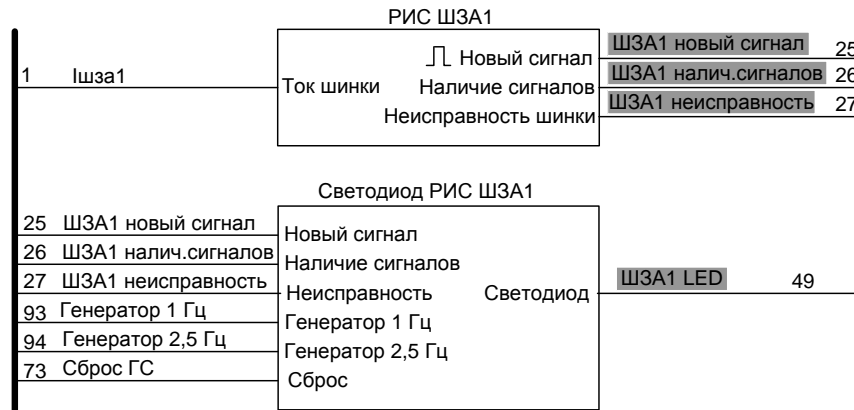 РИС ШЗА1
1 Iшза1
Ток шинки
Новый сигнал
Наличие сигналов
Неисправность шинки
ШЗА1 новый сигнал 25
ШЗА1 налич.сигналов 26
ШЗА1 неисправность 27
Светодиод РИС ШЗА1
25 ШЗА1 новый сигнал
26 ШЗА1 налич.сигналов
27 ШЗА1 неисправность
93 Генератор 1 Гц
94 Генератор 2,5 Гц
73 Сброс ГС
Новый сигнал
Наличие сигналов
Неисправность
Генератор 1 Гц
Генератор 2,5 Гц
Сброс
Светодиод
ШЗА1 LED 49